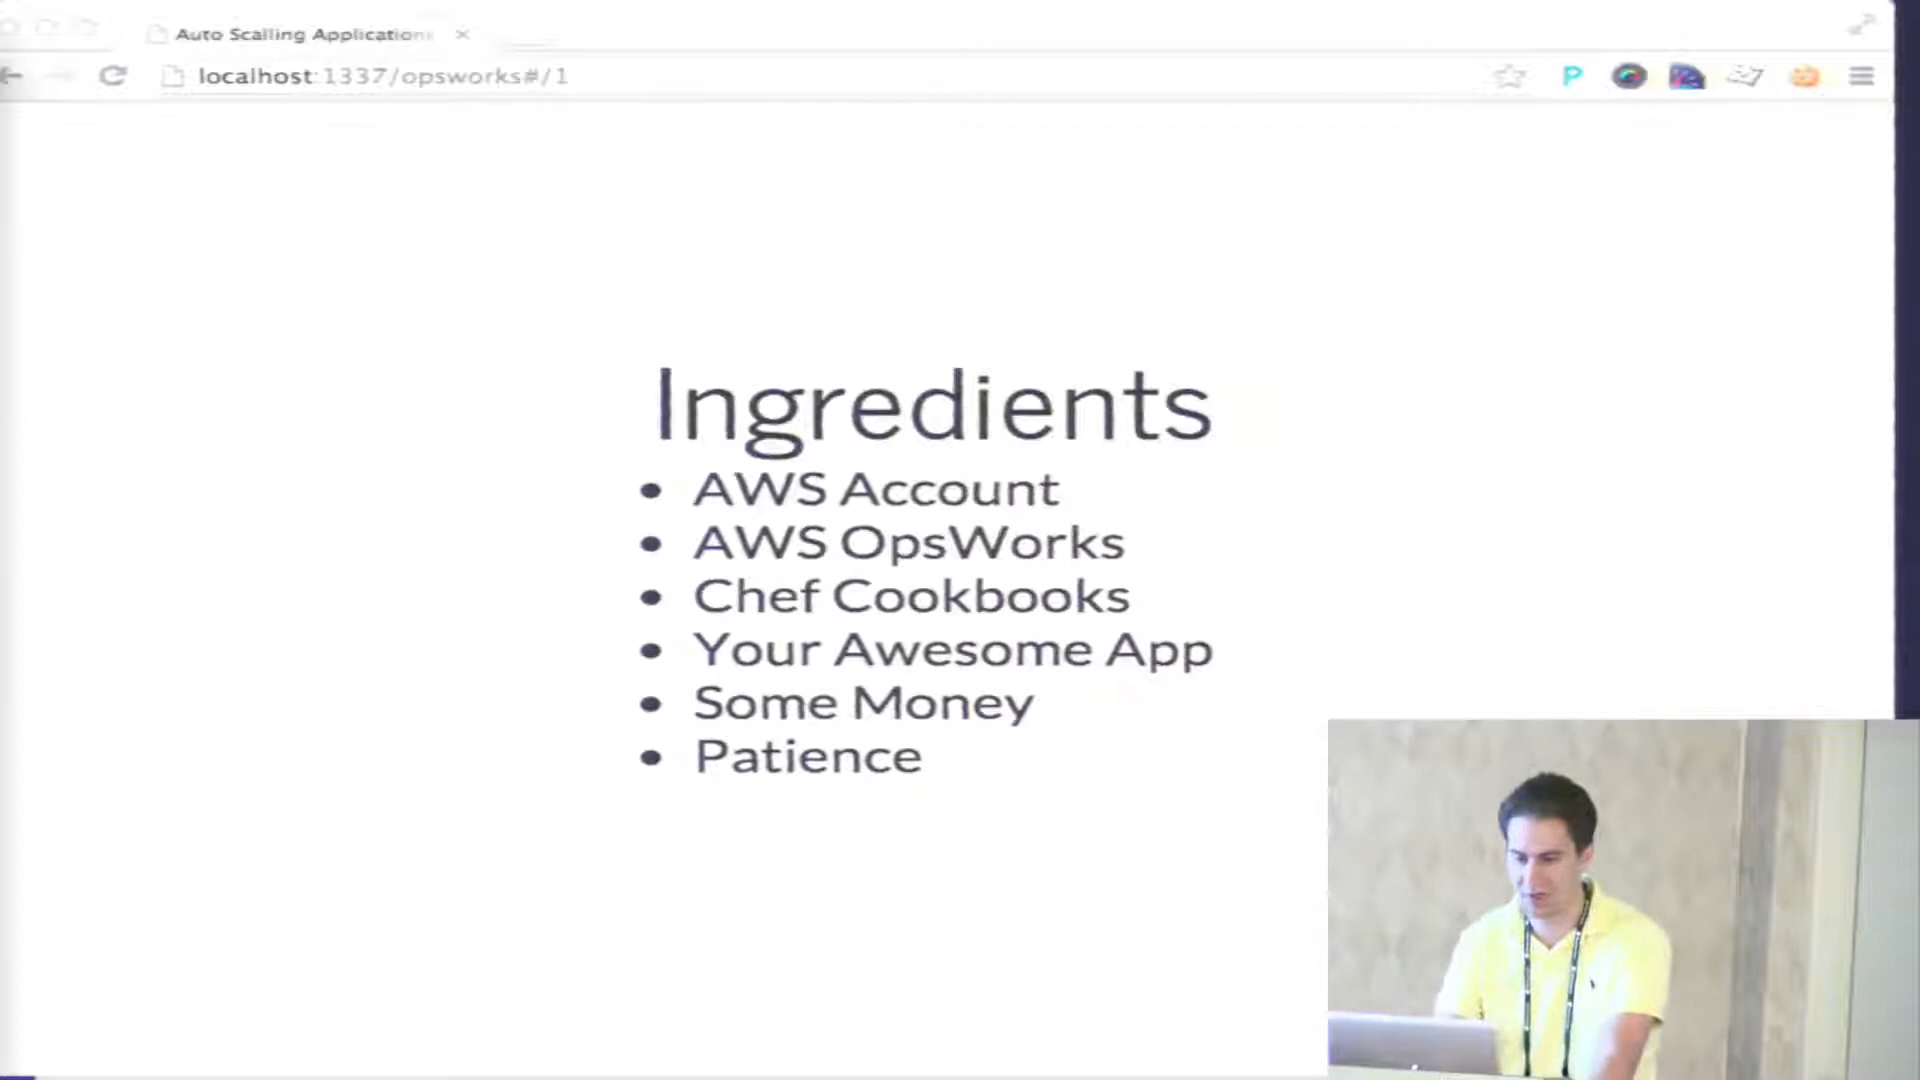 Auto Scalling Applications
localhost:1337/opsworks#/1
P
Ingredients
• AWS Account
• AWS OpsWorks
• Chef Cookbooks
• Your Awesome App
• Some Money
• Patience